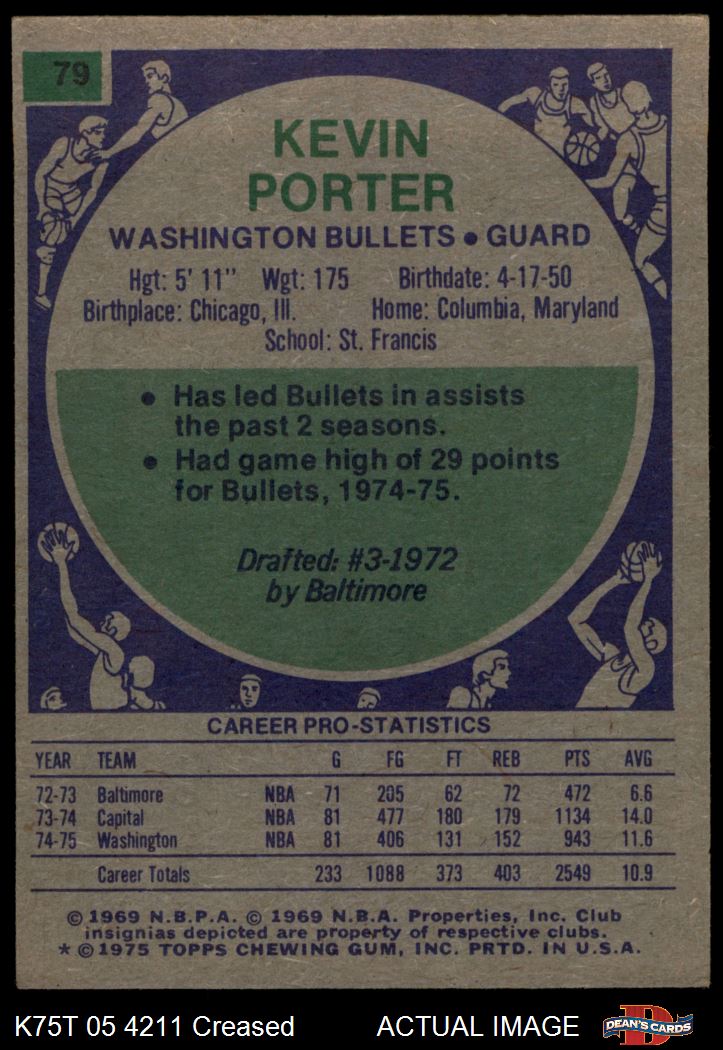 79
KEVIN
PORTER
WASHINGTON BULLETS • GUARD
Hgt: 5' 11" Wgt: 175 Birthdate: 4-17-50
Birthplace: Chicago, Ill. Home: Columbia, Maryland
School: St. Francis
• Has led Bullets in assists
the past 2 seasons.
• Had game high of 29 points
for Bullets, 1974-75.
Drafted: #3-1972
by Baltimore
CAREER PRO-STATISTICS
YEAR TEAM G FG FT REB PTS AVG
72-73 Baltimore NBA 71 205 62 72 472 6.6
73-74 Capital NBA 81 477 180 179 1134 14.0
74-75 Washington NBA 81 406 131 152 943 11.6
Career Totals 233 1088 373 403 2549 10.9
© 1969 N.B.P.A. © 1969 N.B.A. Properties, Inc. Club
insignias depicted are property of respective clubs.
* © 1975 TOPPS CHEWING GUM, INC. PRTD. IN U.S.A.
K75T 05 4211 Creased ACTUAL IMAGE D DEAN'S CARDS